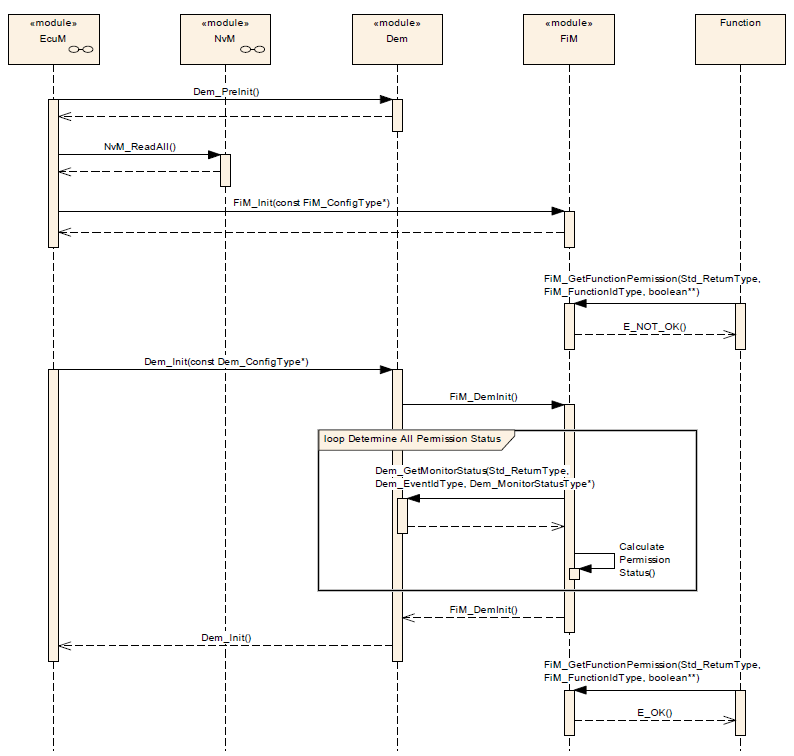 «module»
EcuM
«module»
NvM
«module»
Dem
«module»
FiM
Function
Dem_PreInit()
NvM_ReadAll()
FiM_Init(const FiM_ConfigType*)
FiM_GetFunctionPermission(Std_ReturnType,
FiM_FunctionIdType, boolean**)
E_NOT_OK()
Dem_Init(const Dem_ConfigType*)
FiM_DemInit()
loop Determine All Permission Status
Dem_GetMonitorStatus(Std_ReturnType,
Dem_EventIdType, Dem_MonitorStatusType*)
Calculate
Permission
Status()
FiM_DemInit()
Dem_Init()
FiM_GetFunctionPermission(Std_ReturnType,
FiM_FunctionIdType, boolean**)
E_OK()